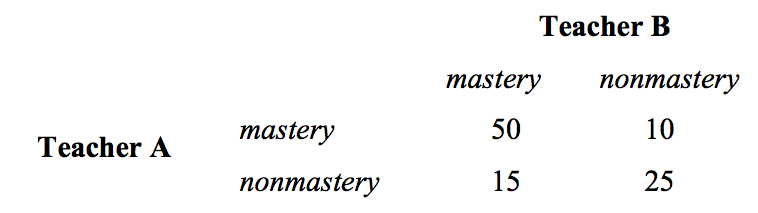 Teacher B
mastery nonmastery
mastery 50 10
Teacher A
nonmastery 15 25